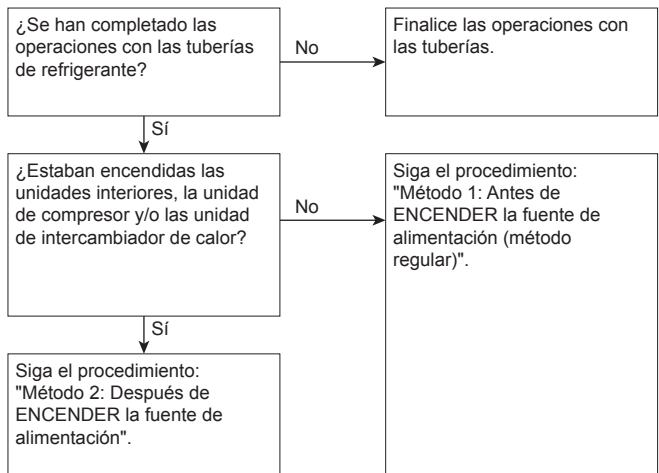 ¿Se han completado las
operaciones con las tuberías
de refrigerante?
No
Finalice las operaciones con
las tuberías.
Sí
¿Estaban encendidas las
unidades interiores, la unidad
de compresor y/o las unidad
de intercambiador de calor?
No
Siga el procedimiento:
"Método 1: Antes de
ENCENDER la fuente de
alimentación (método
regular)".
Sí
Siga el procedimiento:
"Método 2: Después de
ENCENDER la fuente de
alimentación".